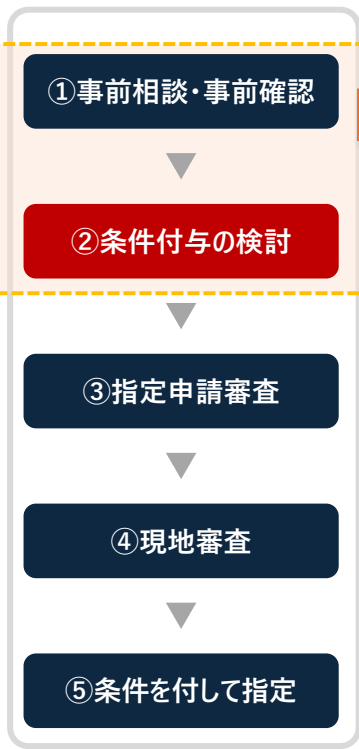 ①事前相談・事前確認
②条件付与の検討
③指定申請審査
④現地審査
⑤条件を付して指定